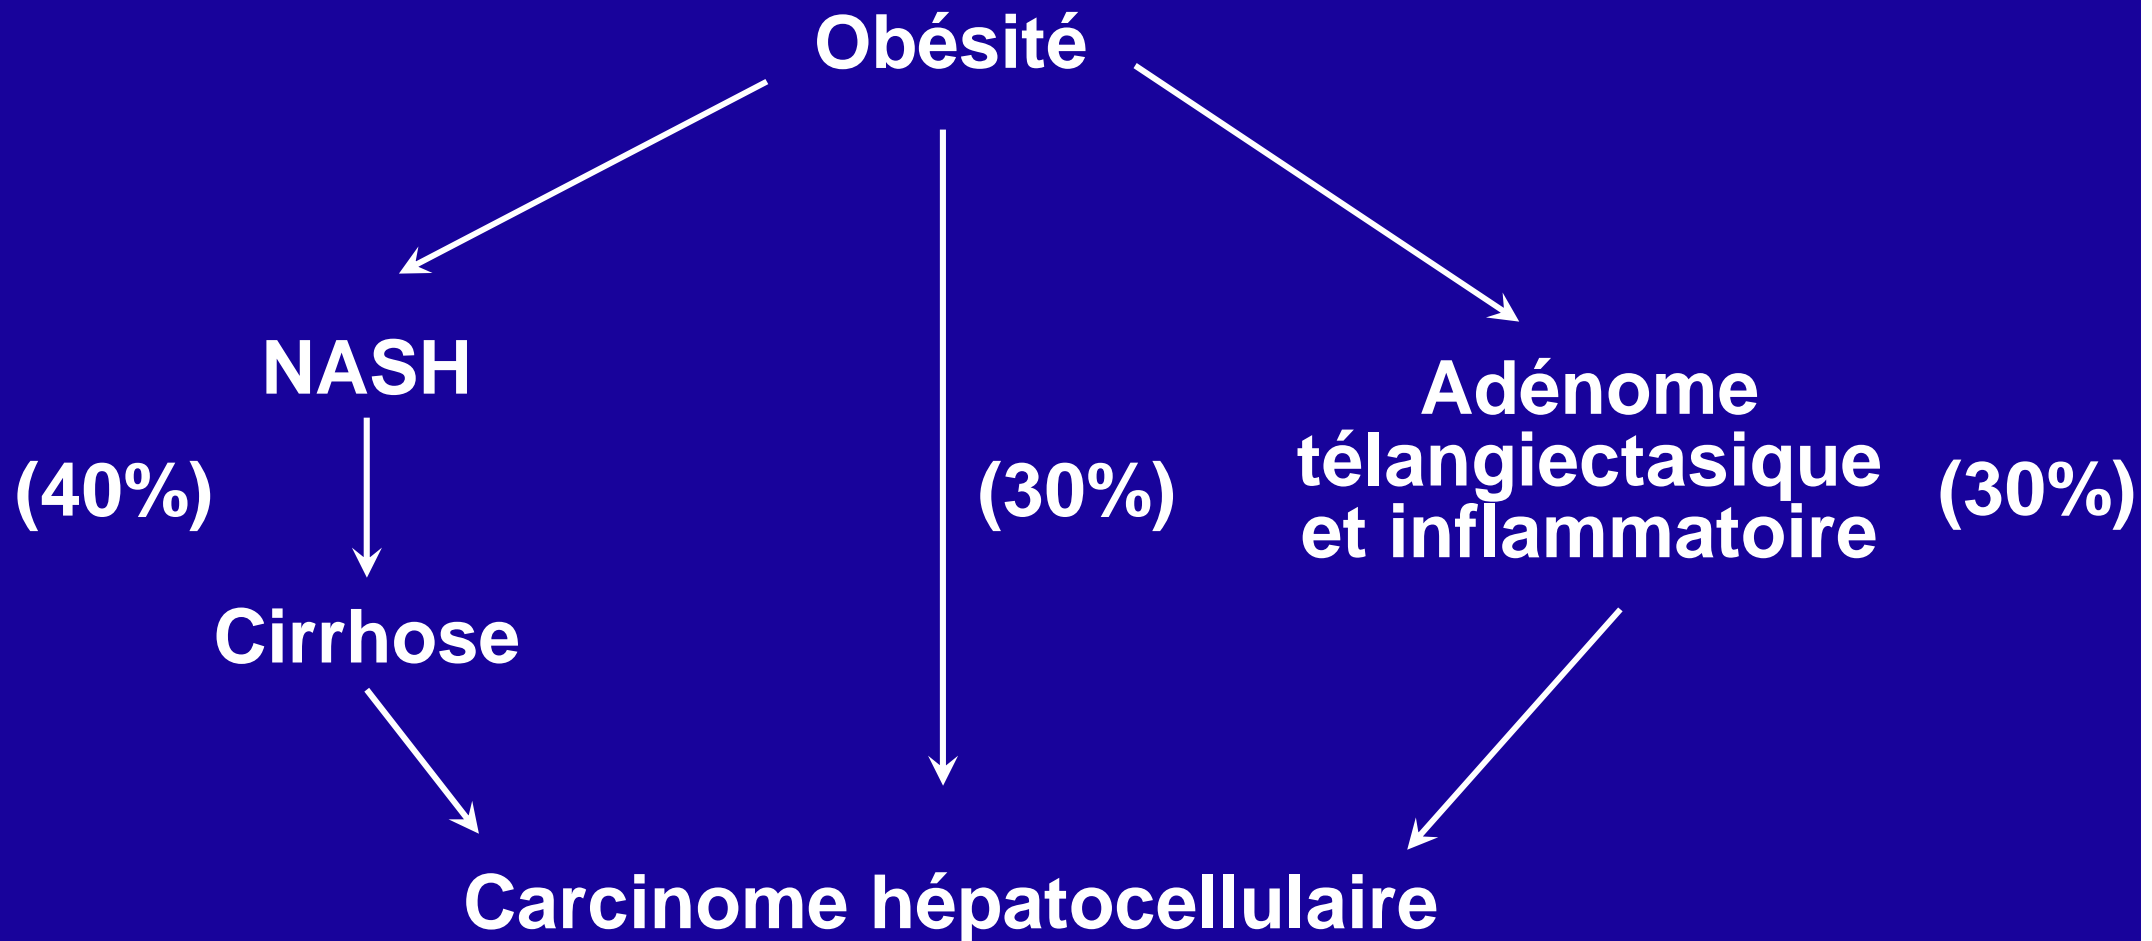 Obésité
NASH
(40%)
Cirrhose
(30%)
Adénome
télangiectasique
et inflammatoire
(30%)
Carcinome hépatocellulaire